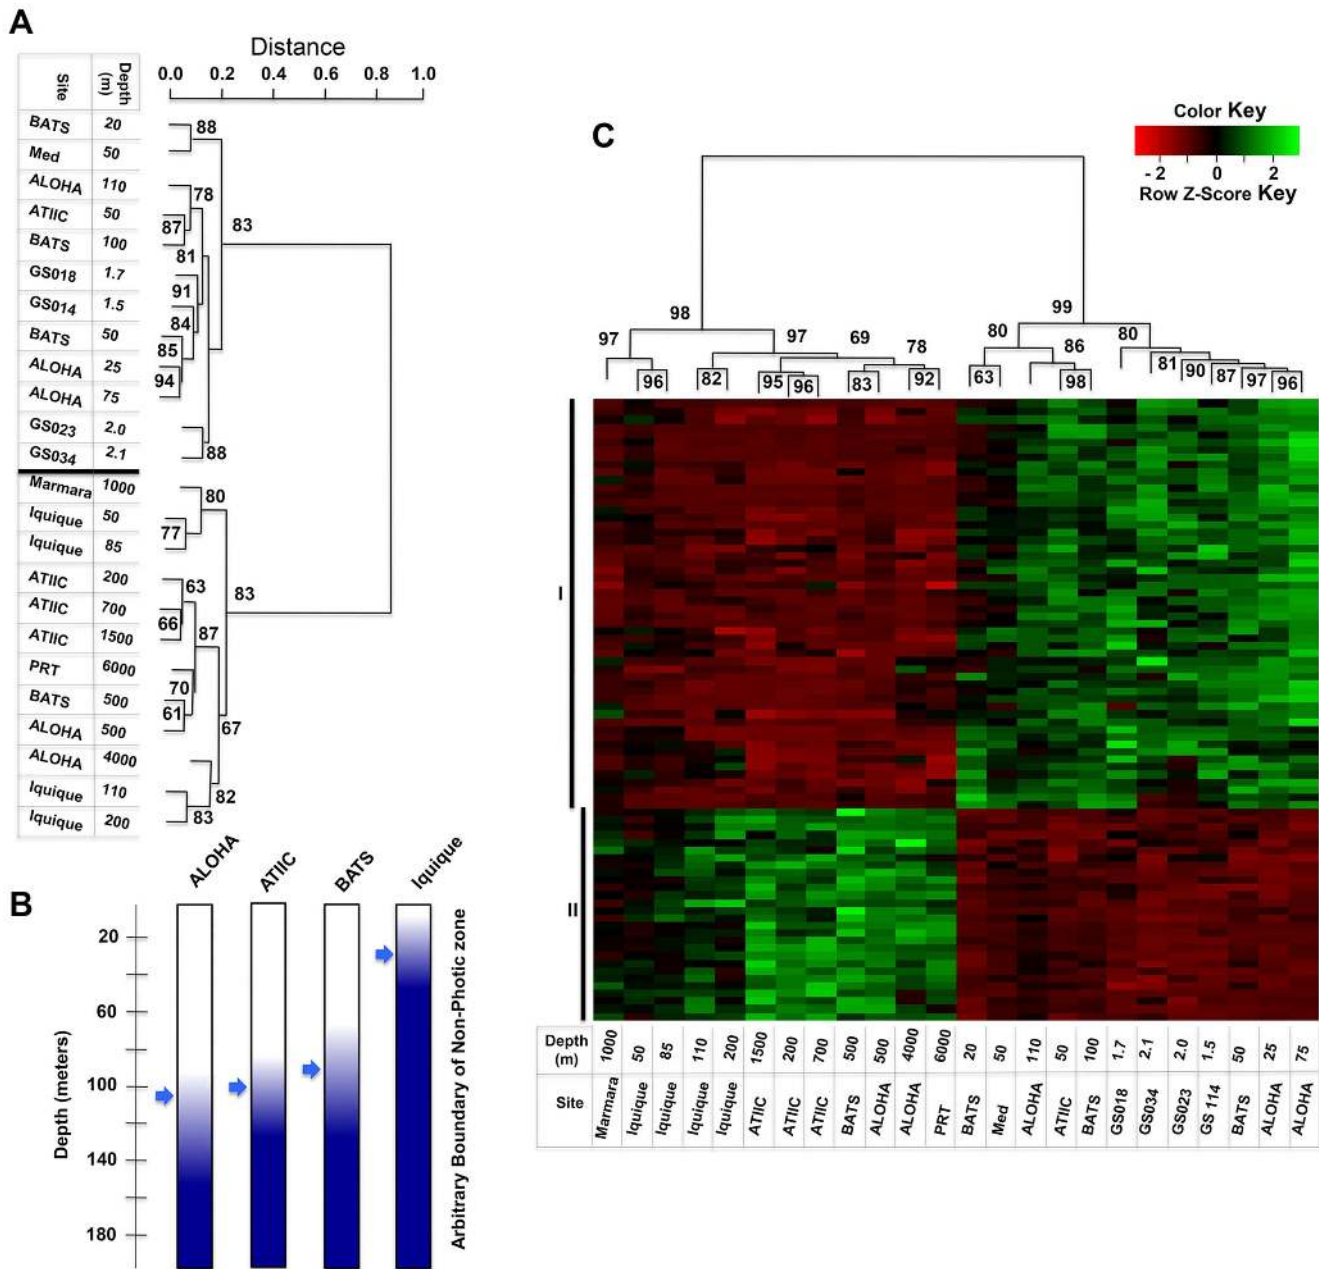 A
Distance
Site Depth (m) 0.0 0.2 0.4 0.6 0.8 1.0
BATS 20
Med 50
ALOHA 110
ATIIC 50
BATS 100
GS018 1.7
GS014 1.5
BATS 50
ALOHA 25
ALOHA 75
GS023 2.0
GS034 2.1
Marmara 1000
Iquique 50
Iquique 85
ATIIC 200
ATIIC 700
ATIIC 1500
PRT 6000
BATS 500
ALOHA 500
ALOHA 4000
Iquique 110
Iquique 200
88
78
87
83
81
91
84
85
94
88
80
77
63
83
66
87
70
61
67
82
83
B
ALOHA ATIIC BATS Iquique
Depth (meters)
20
60
100
140
180
Arbitrary Boundary of Non-Photic zone
C
Color Key
-2 0 2
Row Z-Score Key
98 99
97 97 69 78 80 86 80
96 82 95 96 83 92 63 98 81 90 87 97 96
I
II
Depth (m) 1000 50 85 110 200 1500 200 700 500 500 4000 6000 20 50 110 50 100 1.7 2.1 2.0 1.5 50 25 75
Site Marmara Iquique Iquique Iquique Iquique ATIIC ATIIC ATIIC BATS ALOHA ALOHA PRT BATS Med ALOHA ATIIC BATS GS018 GS034 GS023 GS 114 BATS ALOHA ALOHA